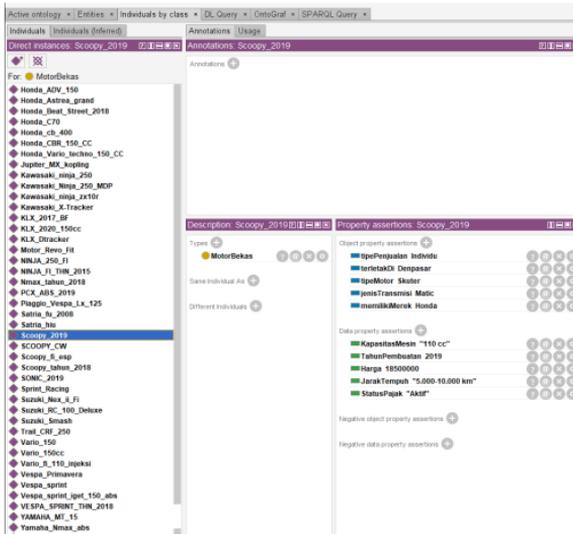 Active ontology × Entities × Individuals by class × DL Query × OntoGraf × SPARQL Query ×
Individuals Individuals (Inferred)
Direct instances: Scoopy_2019
For: MotorBekas
Honda_ADV_150
Honda_Astrea_grand
Honda_Beat_Street_2018
Honda_C70
Honda_cb_400
Honda_CBR_150_CC
Honda_Vario_techno_150_CC
Jupiter_MX_kopling
Kawasaki_ninja_250
Kawasaki_Ninja_250_MDP
Kawasaki_ninja_zx10r
Kawasaki_X-Tracker
KLX_2017_BF
KLX_2020_150cc
KLX_Dtracker
Motor_Revo_Fit
NINJA_250_FI
NINJA_FI_THN_2015
Nmax_tahun_2018
PCX_ABS_2019
Piaggio_Vespa_Lx_125
Satria_fu_2008
Satria_hiu
Scoopy_2019
SCOOPY_CW
Scoopy_fi_esp
Scoopy_tahun_2018
SONIC_2019
Sprint_Racing
Suzuki_Nex_ii_Fi
Suzuki_RC_100_Deluxe
Suzuki_Smash
Trail_CRF_250
Vario_150
Vario_150cc
Vario_fi_110_injeksi
Vespa_Primavera
Vespa_sprint
Vespa_sprint_iget_150_abs
VESPA_SPRINT_THN_2018
YAMAHA_MT_15
Yamaha_Nmax_abs
Annotations Usage
Annotations: Scoopy_2019
Annotations
Description: Scoopy_2019
Types
MotorBekas
Same Individual As
Different Individuals
Property assertions: Scoopy_2019
Object property assertions
tipePenjualan Individu
terletakDi Denpasar
tipeMotor Skuter
jenisTransmisi Matic
memilikiMerek Honda
Data property assertions
KapasitasMesin "110 cc"
TahunPembuatan 2019
Harga 18500000
JarakTempuh "5.000-10.000 km"
StatusPajak "Aktif"
Negative object property assertions
Negative data property assertions